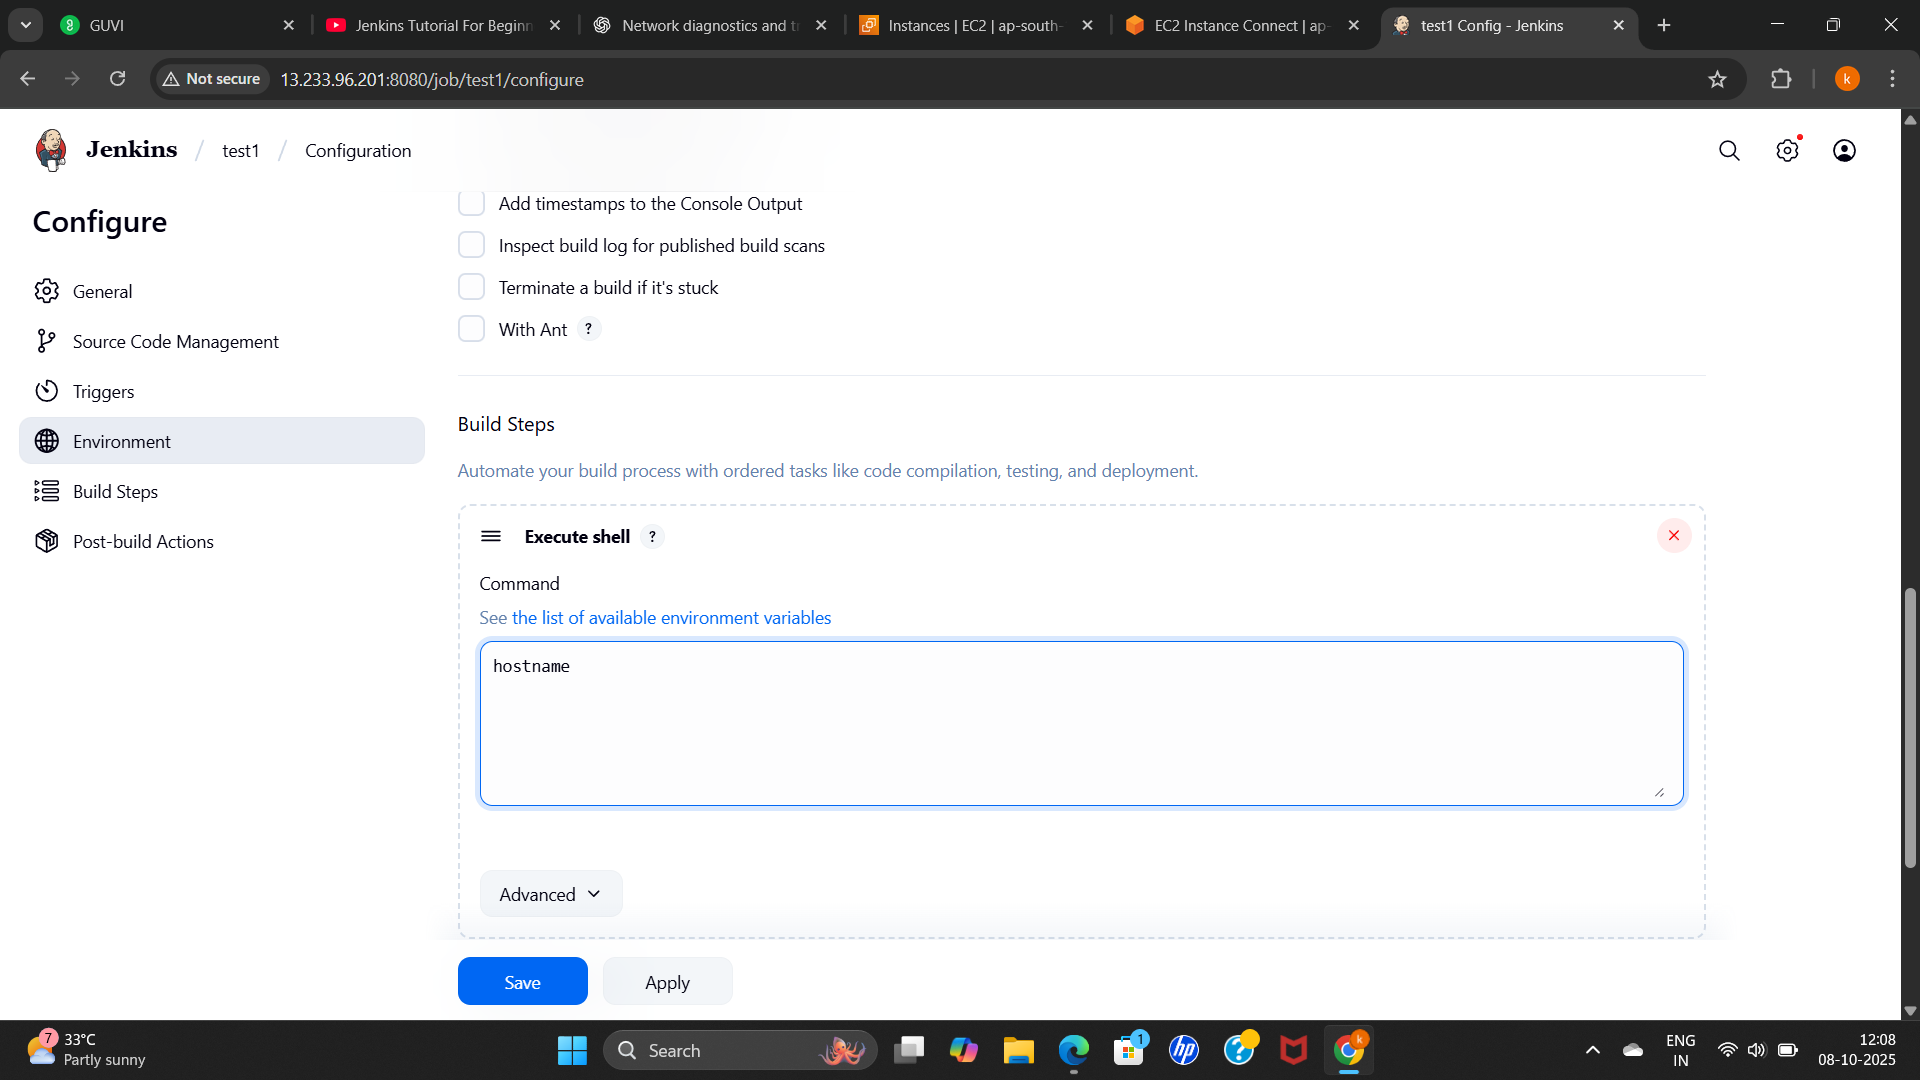 GUVI
Jenkins Tutorial For Beginn
Network diagnostics and tr
Instances | EC2 | ap-south-
EC2 Instance Connect | ap-
test1 Config - Jenkins
Not secure
13.233.96.201:8080/job/test1/configure
k
Jenkins / test1 / Configuration
Configure
General
Source Code Management
Triggers
Environment
Build Steps
Post-build Actions
Add timestamps to the Console Output
Inspect build log for published build scans
Terminate a build if it's stuck
With Ant ?
Build Steps
Automate your build process with ordered tasks like code compilation, testing, and deployment.
Execute shell ?
Command
See the list of available environment variables
hostname
Advanced
Save
Apply
7
33°C
Partly sunny
Search
1
hp
?
k
ENG
IN
12:08
08-10-2025